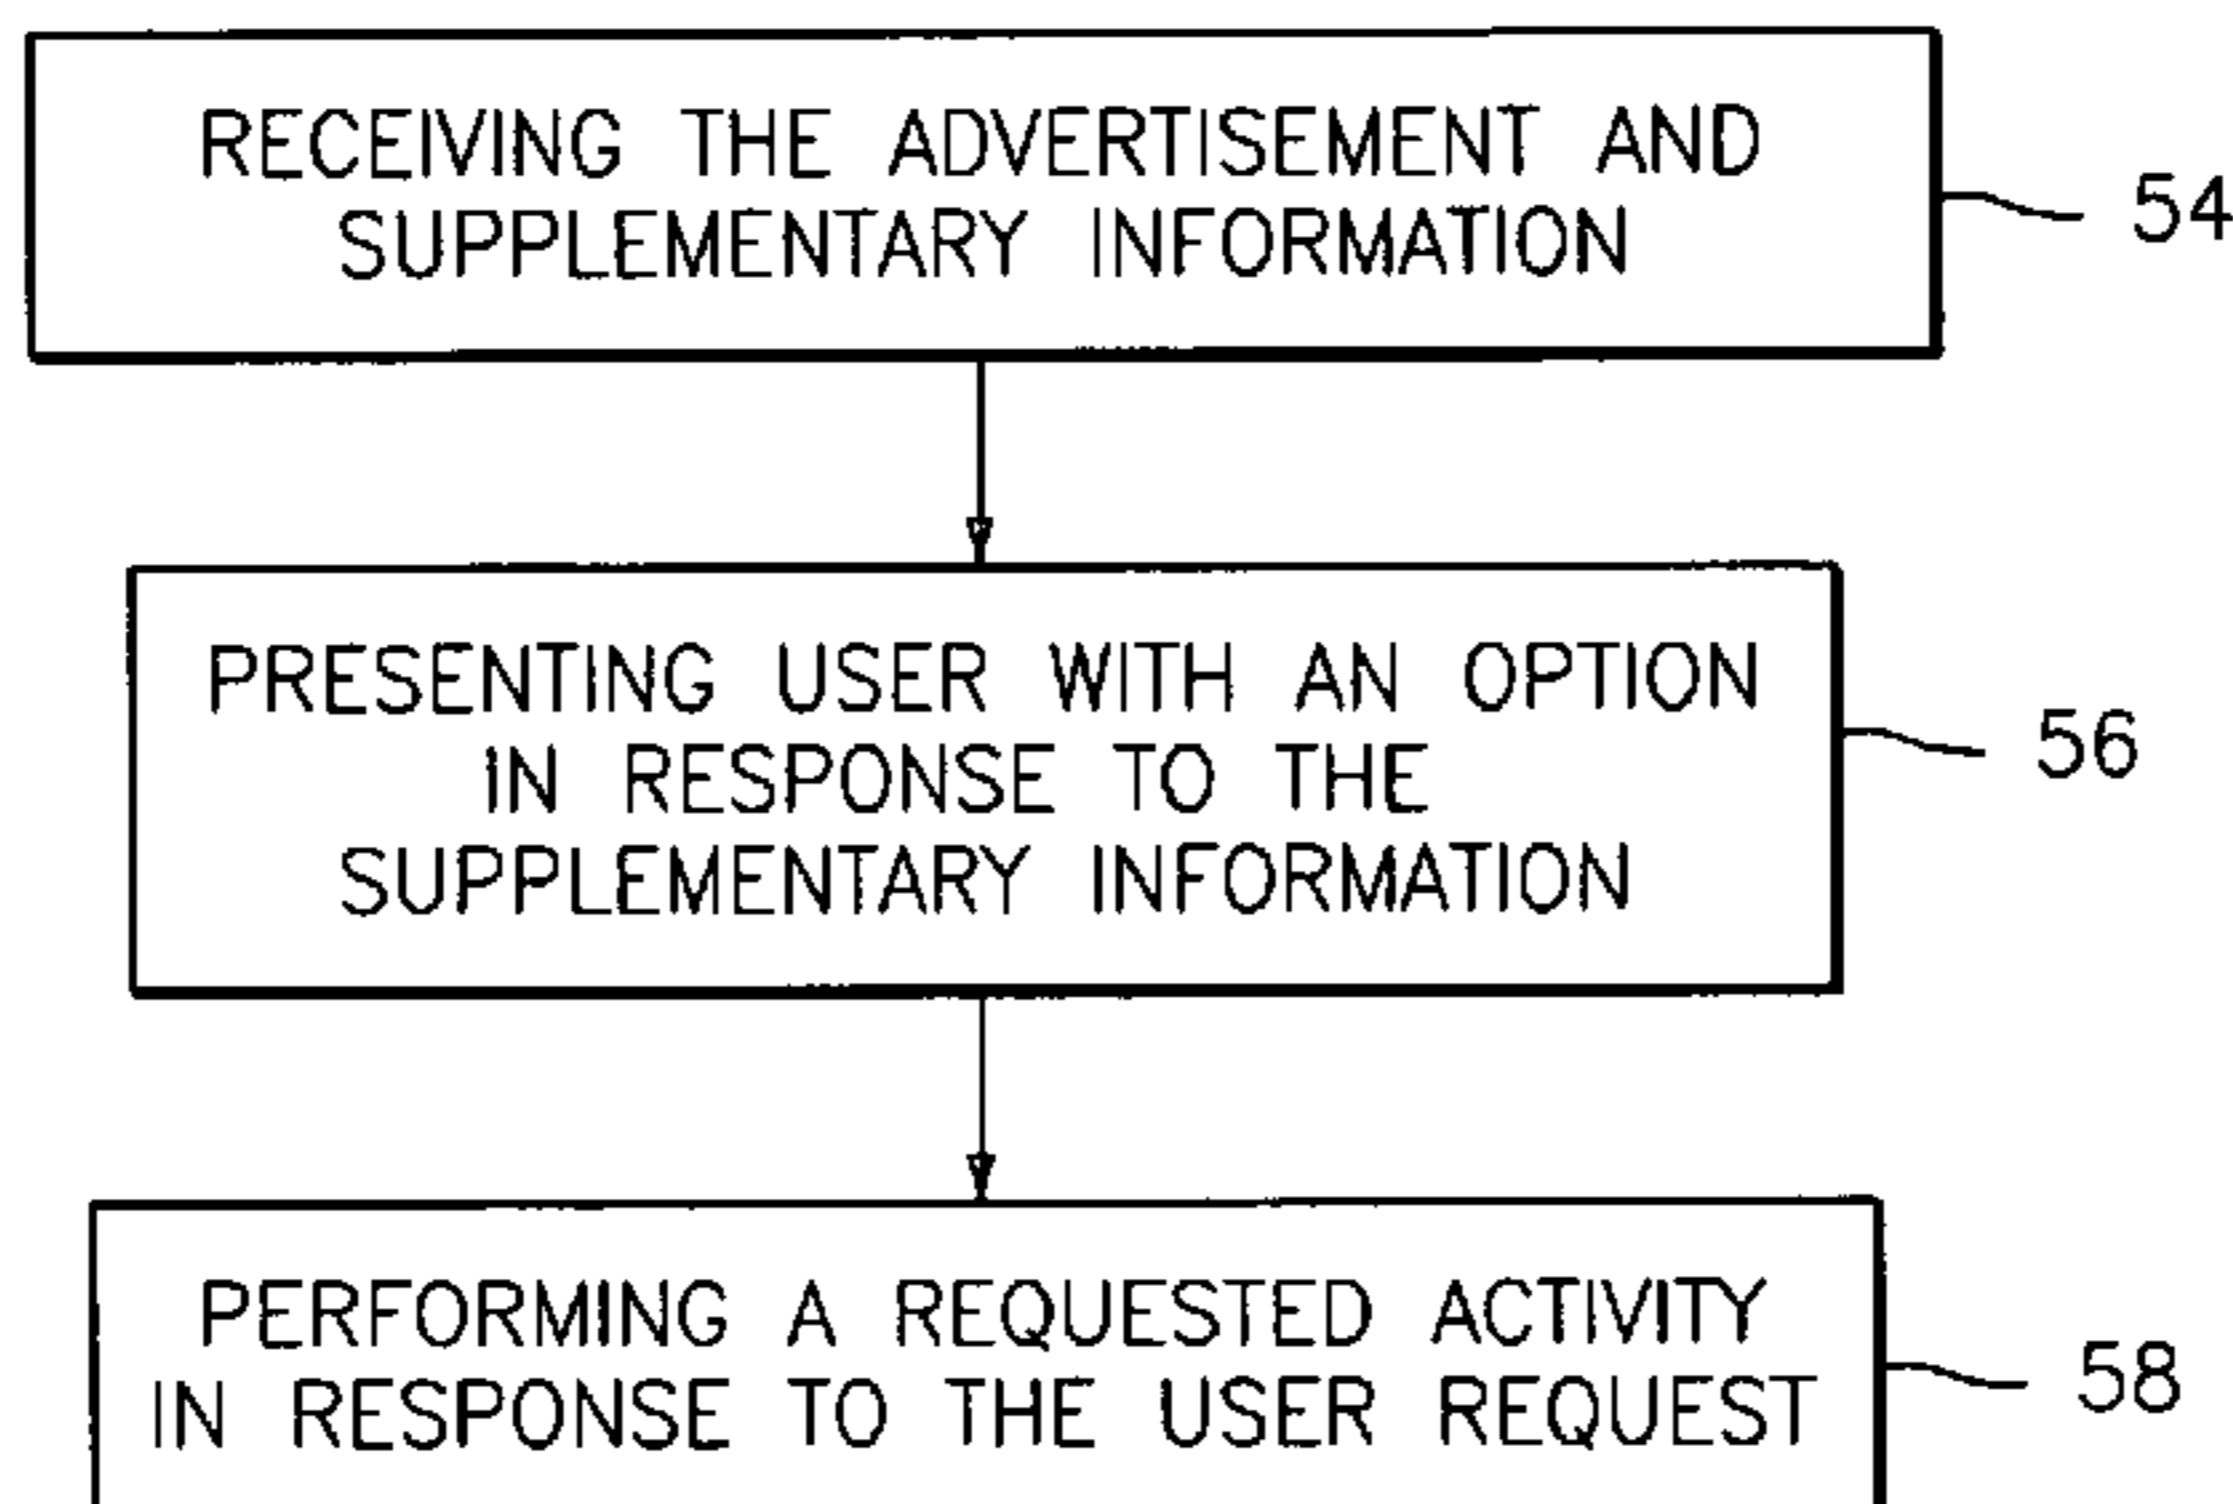 RECEIVING THE ADVERTISEMENT AND
SUPPLEMENTARY INFORMATION
54
PRESENTING USER WITH AN OPTION
IN RESPONSE TO THE
SUPPLEMENTARY INFORMATION
56
PERFORMING A REQUESTED ACTIVITY
IN RESPONSE TO THE USER REQUEST
58